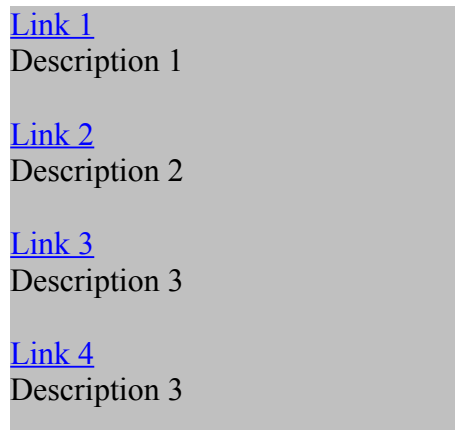 Link 1
Description 1
Link 2
Description 2
Link 3
Description 3
Link 4
Description 3